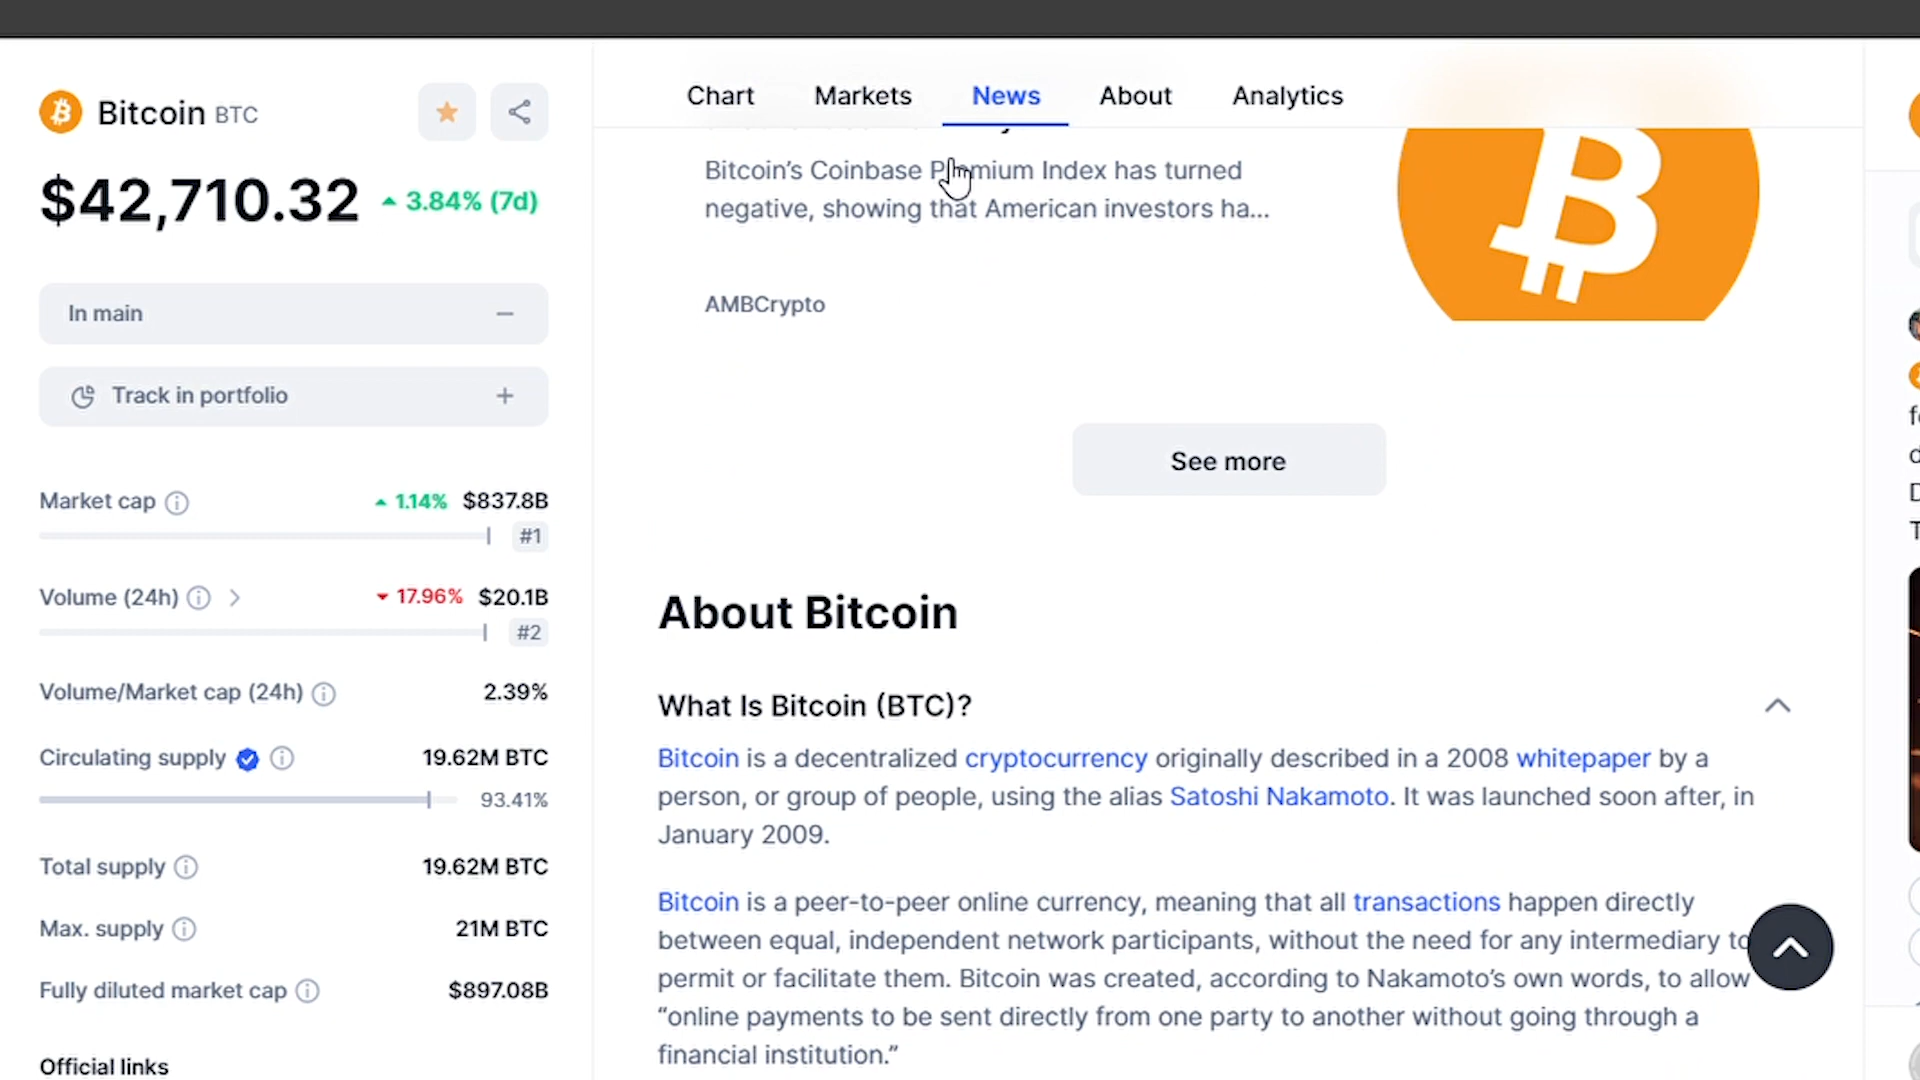 Bitcoin BTC
$42,710.32 3.84% (7d)
In main
Track in portfolio
Market cap 1.14% $837.8B
#1
Volume (24h) 17.96% $20.1B
#2
Volume/Market cap (24h) 2.39%
Circulating supply 19.62M BTC
93.41%
Total supply 19.62M BTC
Max. supply 21M BTC
Fully diluted market cap $897.08B
Official links
Chart Markets News About Analytics
Bitcoin’s Coinbase Premium Index has turned
negative, showing that American investors ha...
AMBCrypto
See more
About Bitcoin
What Is Bitcoin (BTC)?
Bitcoin is a decentralized cryptocurrency originally described in a 2008 whitepaper by a
person, or group of people, using the alias Satoshi Nakamoto. It was launched soon after, in
January 2009.
Bitcoin is a peer-to-peer online currency, meaning that all transactions happen directly
between equal, independent network participants, without the need for any intermediary to
permit or facilitate them. Bitcoin was created, according to Nakamoto’s own words, to allow
“online payments to be sent directly from one party to another without going through a
financial institution.”